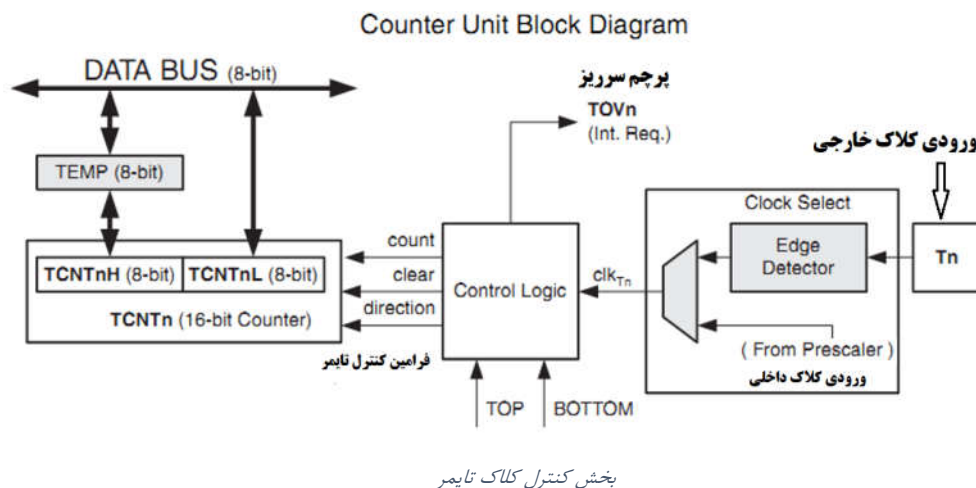 Counter Unit Block Diagram
DATA BUS (8-bit)
پرچم سرریز
TOVn
(Int. Req.)
ورودی کلاک خارجی
TEMP (8-bit)
Clock Select
count
Edge
Detector
Tn
TCNTnH (8-bit) TCNTnL (8-bit)
clear
Control Logic
clkTn
TCNTn (16-bit Counter)
direction
( From Prescaler )
فرامین کنترل تایمر
ورودی کلاک داخلی
TOP
BOTTOM
بخش کنترل کلاک تایمر